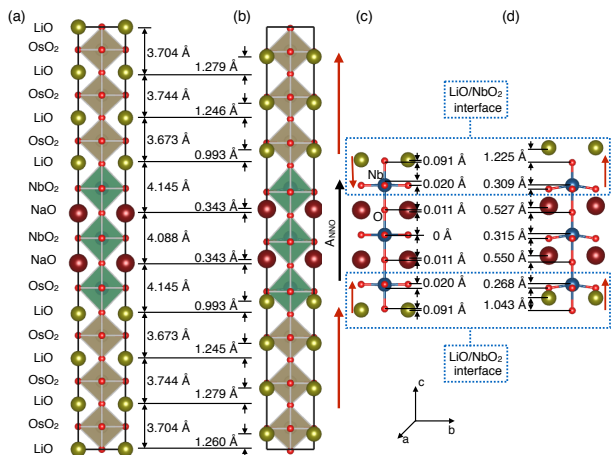 (a)
(b)
(c)
(d)
LiO
OsO2
LiO
OsO2
LiO
OsO2
LiO
NbO2
NaO
NbO2
NaO
OsO2
LiO
OsO2
LiO
OsO2
LiO
OsO2
LiO
3.704 Å
3.744 Å
3.673 Å
4.145 Å
4.088 Å
4.145 Å
3.673 Å
3.744 Å
3.704 Å
1.279 Å
1.246 Å
0.993 Å
0.343 Å
0.343 Å
0.993 Å
1.245 Å
1.279 Å
1.260 Å
ANNO
LiO/NbO2
interface
Nb
O
0.091 Å
0.020 Å
0.011 Å
0 Å
0.011 Å
0.020 Å
0.091 Å
1.225 Å
0.309 Å
0.527 Å
0.315 Å
0.550 Å
0.268 Å
1.043 Å
LiO/NbO2
interface
c
a
b